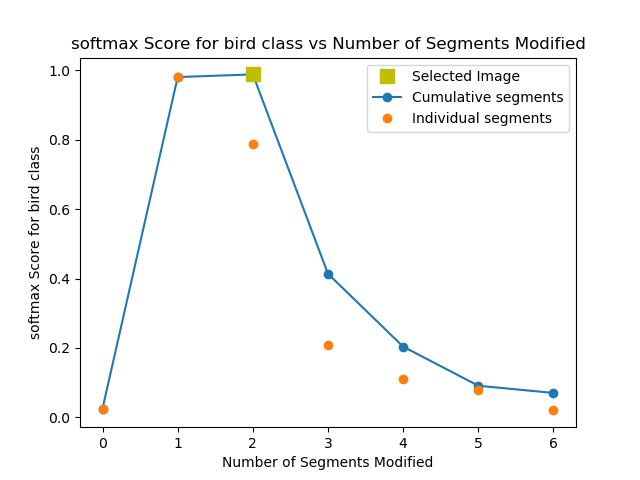 softmax Score for bird class vs Number of Segments Modified
Selected Image
Cumulative segments
Individual segments
softmax Score for bird class
1.0
0.8
0.6
0.4
0.2
0.0
0 1 2 3 4 5 6
Number of Segments Modified